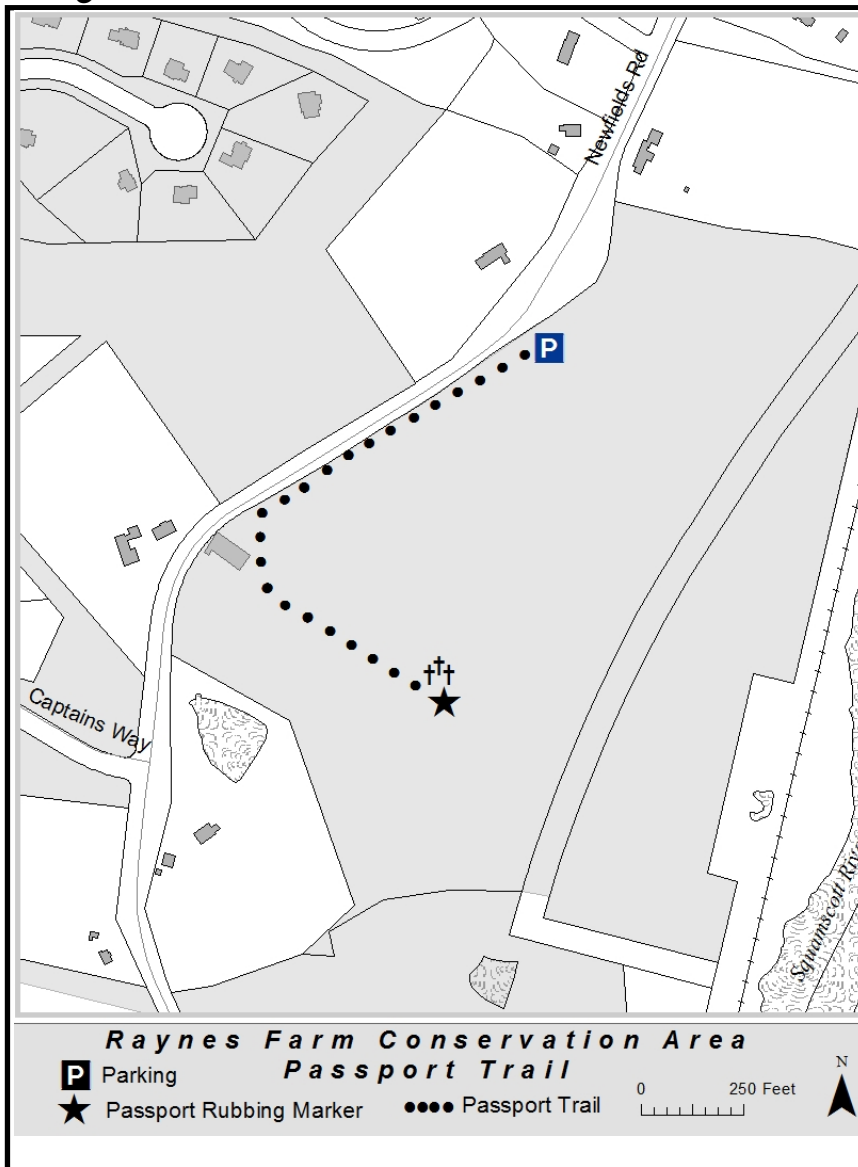 Newfields Rd
P
Captains Way
Squamscott Rive
Raynes Farm Conservation Area
Passport Trail
P Parking
Passport Rubbing Marker
Passport Trail
0 250 Feet
N